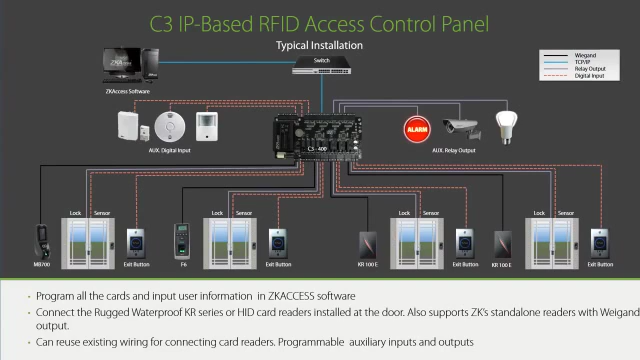 C3 IP-Based RFID Access Control Panel
Typical Installation
Switch
Wiegand
TCP/IP
Relay Output
Digital Input
ZKAccess Software
AUX. Digital Input
C3 - 400
ALARM
AUX. Relay Output
Lock Sensor
Lock Sensor
Lock Sensor
Lock Sensor
MB700
Exit Button
F6
Exit Button
KR 100 E
Exit Button
KR 100 E
Exit Button
• Program all the cards and input user information in ZKACCESS software
• Connect the Rugged Waterproof KR series or HID card readers installed at the door. Also supports ZK's standalone readers with Weigand
output.
• Can reuse existing wiring for connecting card readers. Programmable auxiliary inputs and outputs